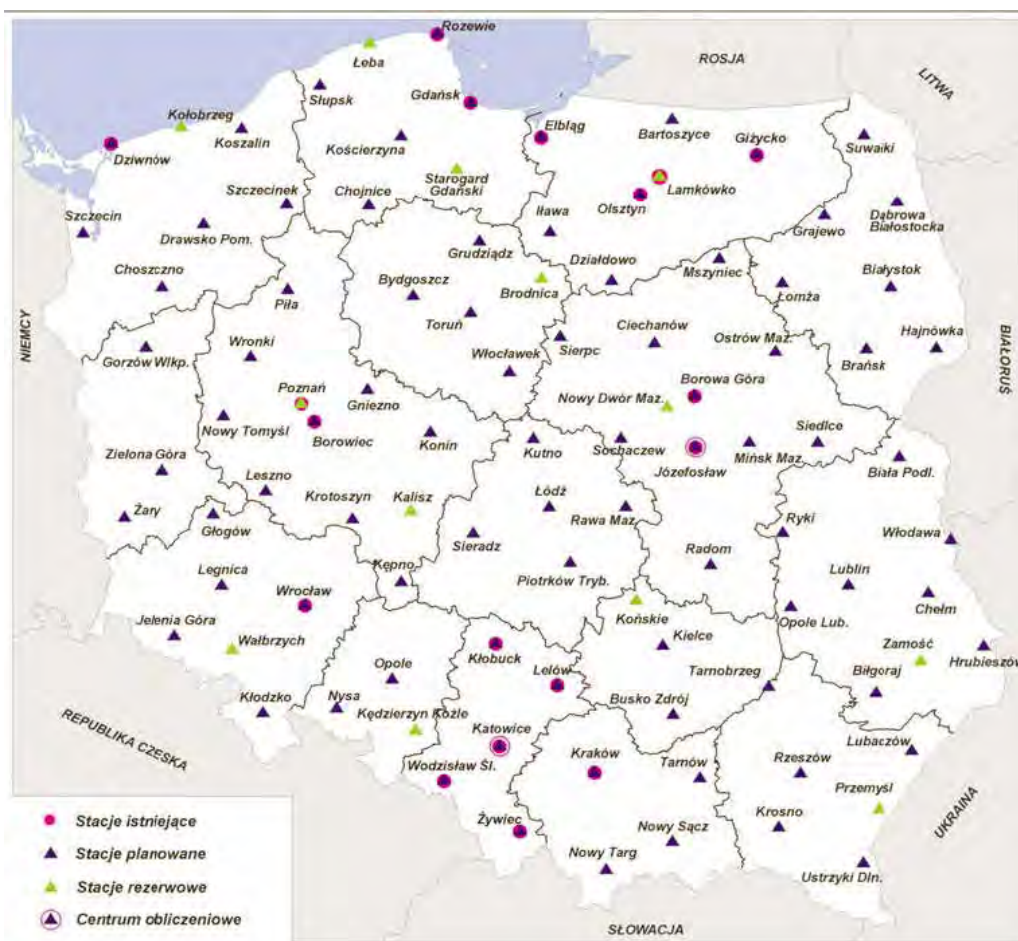 Rozewie
ROSJA
LITWA
Łeba
Słupsk
Gdańsk
Kołobrzeg
Koszalin
Dziwnów
Kościerzyna
Elbląg
Bartoszyce
Giżycko
Suwałki
Starogard
Gdański
Lamkówko
Olsztyn
Szczecinek
Chojnice
Szczecin
Drawsko Pom.
Iława
Dąbrowa
Białostocka
Grajewo
Grudziądz
Działdowo
Mszyniec
Choszczno
Bydgoszcz
Brodnica
Białystok
Łomża
Piła
Toruń
NIEMCY
Gorzów Wlkp.
Wronki
Włocławek
Sierpc
Ciechanów
Ostrów Maz.
Hajnówka
BIAŁORUŚ
Brańsk
Poznań
Gniezno
Borowa Góra
Nowy Dwór Maz.
Nowy Tomyśl
Borowiec
Konin
Kutno
Sochaczew
Józefosław
Mińsk Maz.
Siedlce
Zielona Góra
Biała Podl.
Leszno
Krotoszyn
Kalisz
Łódź
Rawa Maz.
Żary
Głogów
Sieradz
Ryki
Włodawa
Radom
Legnica
Kępno
Piotrków Tryb.
Lublin
Wrocław
Chełm
Jelenia Góra
Końskie
Opole Lub.
Wałbrzych
Kłobuck
Kielce
Zamość
Hrubieszów
Opole
Lelów
Tarnobrzeg
Biłgoraj
Kłodzko
Nysa
Busko Zdrój
REPUBLIKA CZESKA
Kędzierzyn Koźle
Katowice
Lubaczów
Wodzisław Śl.
Kraków
Tarnów
Rzeszów
Przemyśl
UKRAINA
Żywiec
Krosno
Nowy Sącz
Nowy Targ
Ustrzyki Dln.
SŁOWACJA
Stacje istniejące
Stacje planowane
Stacje rezerwowe
Centrum obliczeniowe